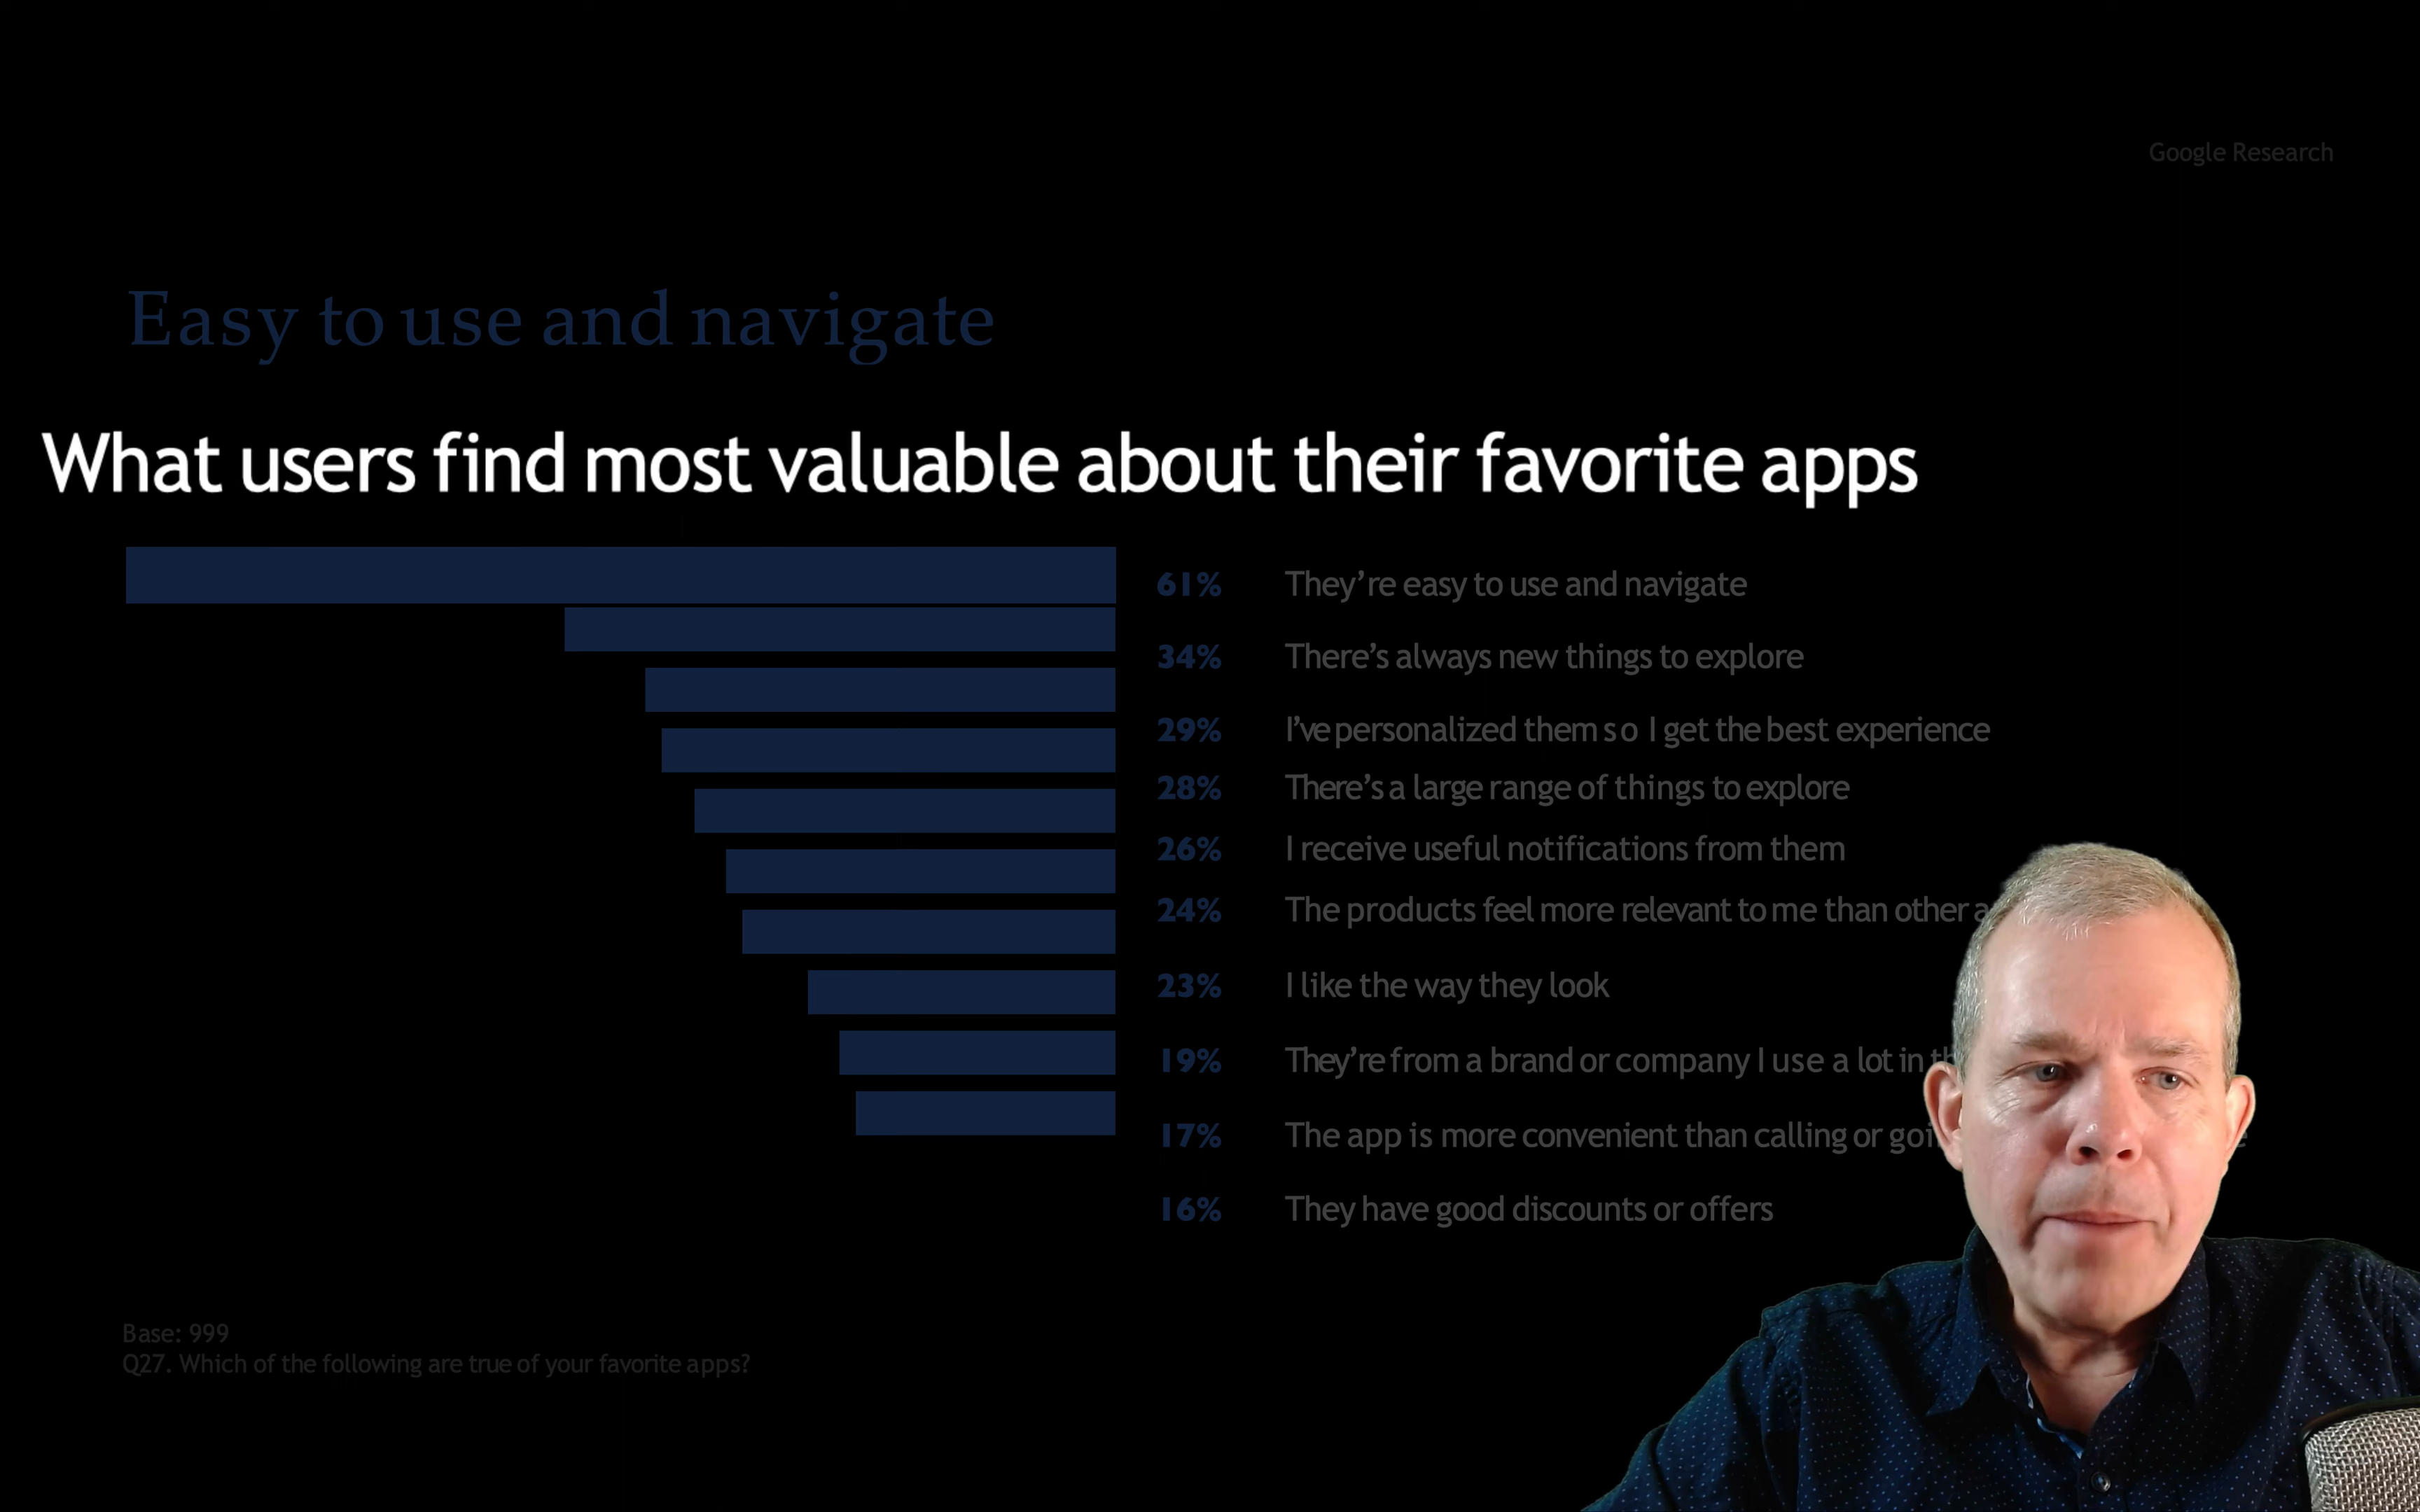 Google Research
Easy to use and navigate
What users find most valuable about their favorite apps
61% They're easy to use and navigate
34% There's always new things to explore
29% I've personalized them so I get the best experience
28% There's a large range of things to explore
26% I receive useful notifications from them
24% The products feel more relevant to me than other
23% I like the way they look
19% They're from a brand or company I use a lot in
17% The app is more convenient than calling or
16% They have good discounts or offers
Base: 999
Q27. Which of the following are true of your favorite apps?